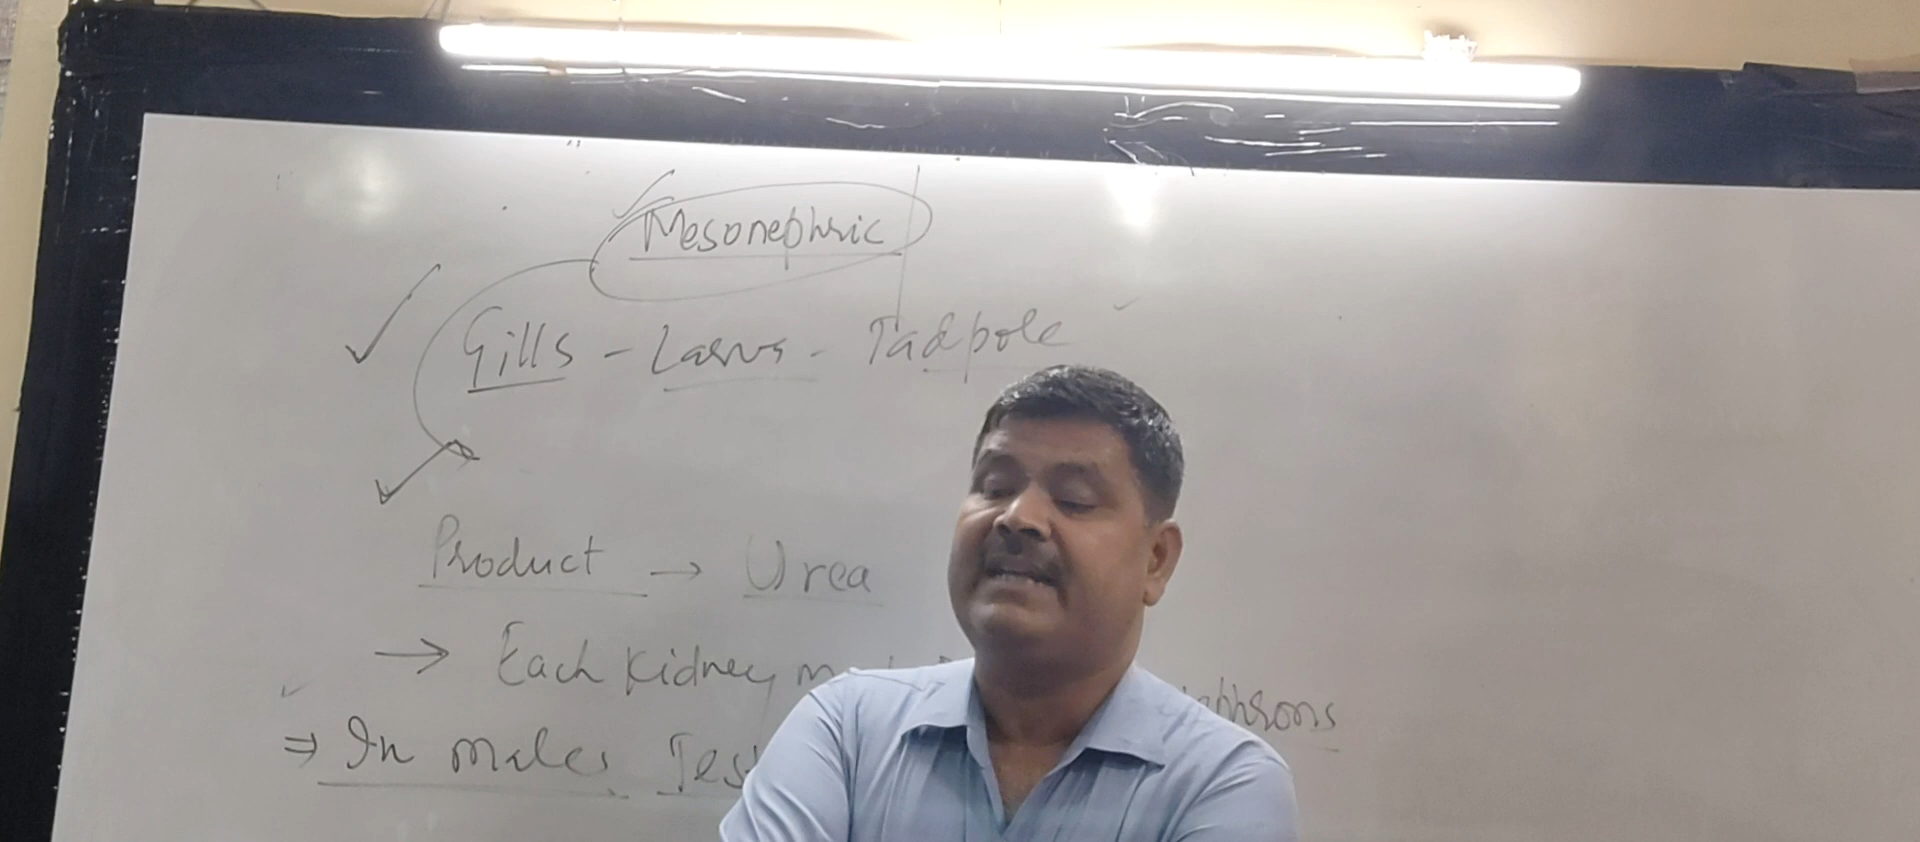 Mesonephric
Gills - Larva - Tadpole
Product → Urea
→ Each kidney
⇒ In males